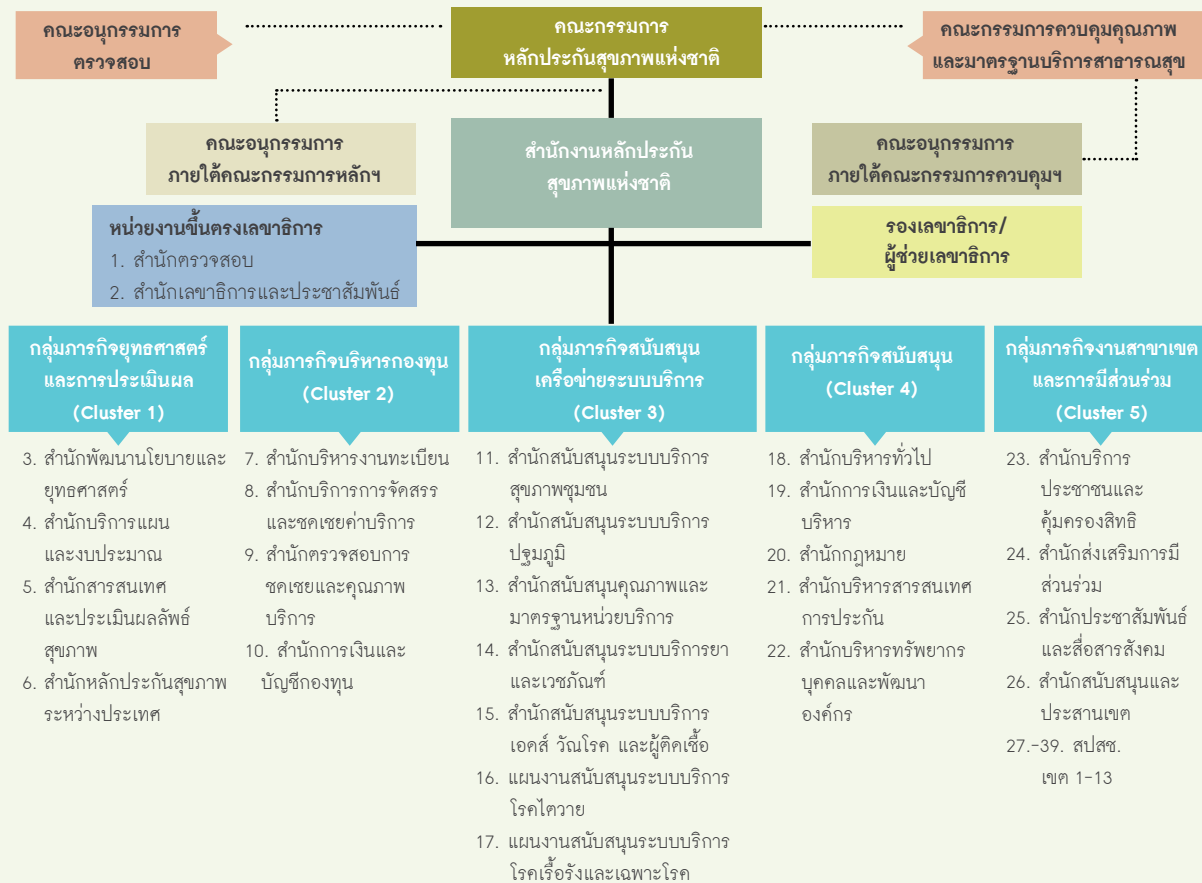 คณะอนุกรรมการ
ตรวจสอบ
คณะกรรมการ
หลักประกันสุขภาพแห่งชาติ
คณะกรรมการควบคุมคุณภาพ
และมาตรฐานบริการสาธารณสุข
คณะอนุกรรมการ
ภายใต้คณะกรรมการหลักฯ
สำนักงานหลักประกัน
สุขภาพแห่งชาติ
คณะอนุกรรมการ
ภายใต้คณะกรรมการควบคุมฯ
หน่วยงานขึ้นตรงเลขาธิการ
1. สำนักตรวจสอบ
2. สำนักเลขาธิการและประชาสัมพันธ์
รองเลขาธิการ/
ผู้ช่วยเลขาธิการ
กลุ่มภารกิจยุทธศาสตร์
และการประเมินผล
(Cluster 1)
3. สำนักพัฒนานโยบายและ
ยุทธศาสตร์
4. สำนักบริการแผน
และงบประมาณ
5. สำนักสารสนเทศ
และประเมินผลลัพธ์
สุขภาพ
6. สำนักหลักประกันสุขภาพ
ระหว่างประเทศ
กลุ่มภารกิจบริหารกองทุน
(Cluster 2)
7. สำนักบริหารงานทะเบียน
8. สำนักบริการการจัดสรร
และชดเชยค่าบริการ
9. สำนักตรวจสอบการ
ชดเชยและคุณภาพ
บริการ
10. สำนักการเงินและ
บัญชีกองทุน
กลุ่มภารกิจสนับสนุน
เครือข่ายระบบบริการ
(Cluster 3)
11. สำนักสนับสนุนระบบบริการ
สุขภาพชุมชน
12. สำนักสนับสนุนระบบบริการ
ปฐมภูมิ
13. สำนักสนับสนุนคุณภาพและ
มาตรฐานหน่วยบริการ
14. สำนักสนับสนุนระบบบริการยา
และเวชภัณฑ์
15. สำนักสนับสนุนระบบบริการ
เอดส์ วัณโรค และผู้ติดเชื้อ
16. แผนงานสนับสนุนระบบบริการ
โรคไตวาย
17. แผนงานสนับสนุนระบบบริการ
โรคเรื้อรังและเฉพาะโรค
กลุ่มภารกิจสนับสนุน
(Cluster 4)
18. สำนักบริหารทั่วไป
19. สำนักการเงินและบัญชี
บริหาร
20. สำนักกฎหมาย
21. สำนักบริหารสารสนเทศ
การประกัน
22. สำนักบริหารทรัพยากร
บุคคลและพัฒนา
องค์กร
กลุ่มภารกิจงานสาขาเขต
และการมีส่วนร่วม
(Cluster 5)
23. สำนักบริการ
ประชาชนและ
คุ้มครองสิทธิ
24. สำนักส่งเสริมการมี
ส่วนร่วม
25. สำนักประชาสัมพันธ์
และสื่อสารสังคม
26. สำนักสนับสนุนและ
ประสานเขต
27.-39. สปสช.
เขต 1-13